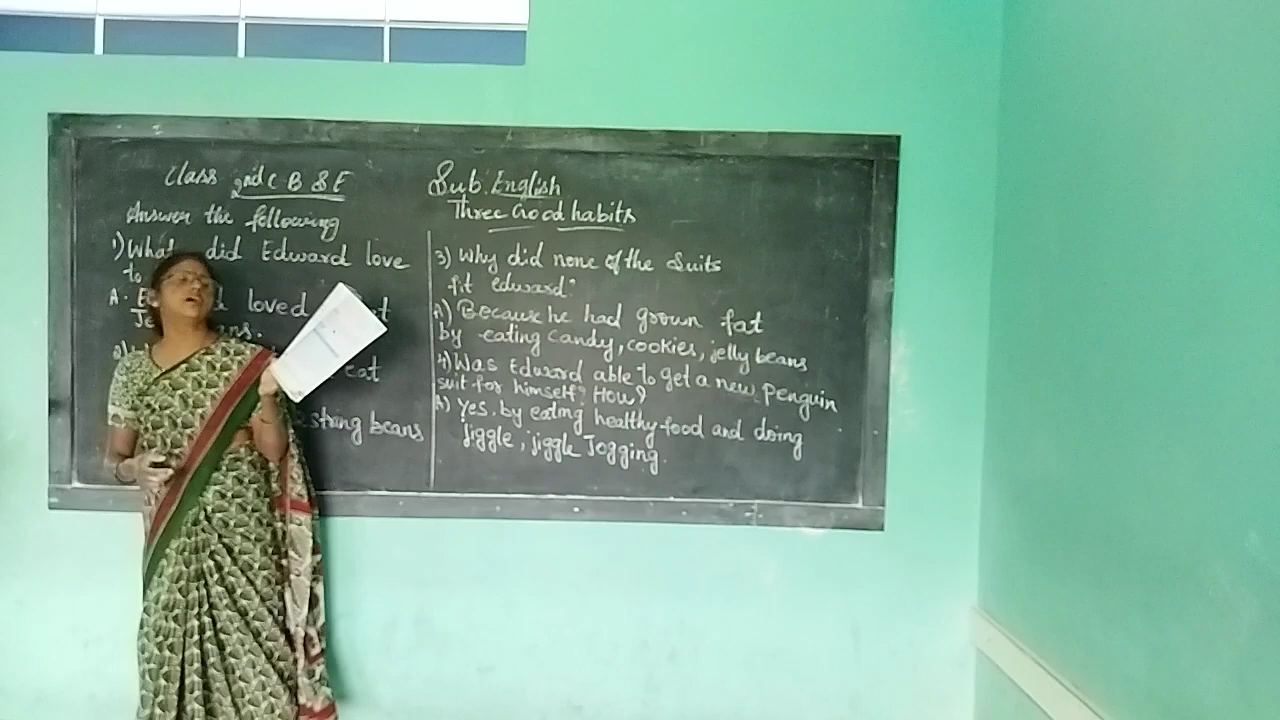 Class 2nd C B S E
Answer the following
1) What did Edward love
to
A. loved
2)
eat
string beans
Sub. English
Three Good habits
3) Why did none of the Suits
fit edward?
A) Because he had grown fat
by eating candy, cookies, jelly beans
4) Was Edward able to get a new Penguin
suit for himself? How?
A) Yes. by eating healthy food and doing
jiggle, jiggle Jogging.